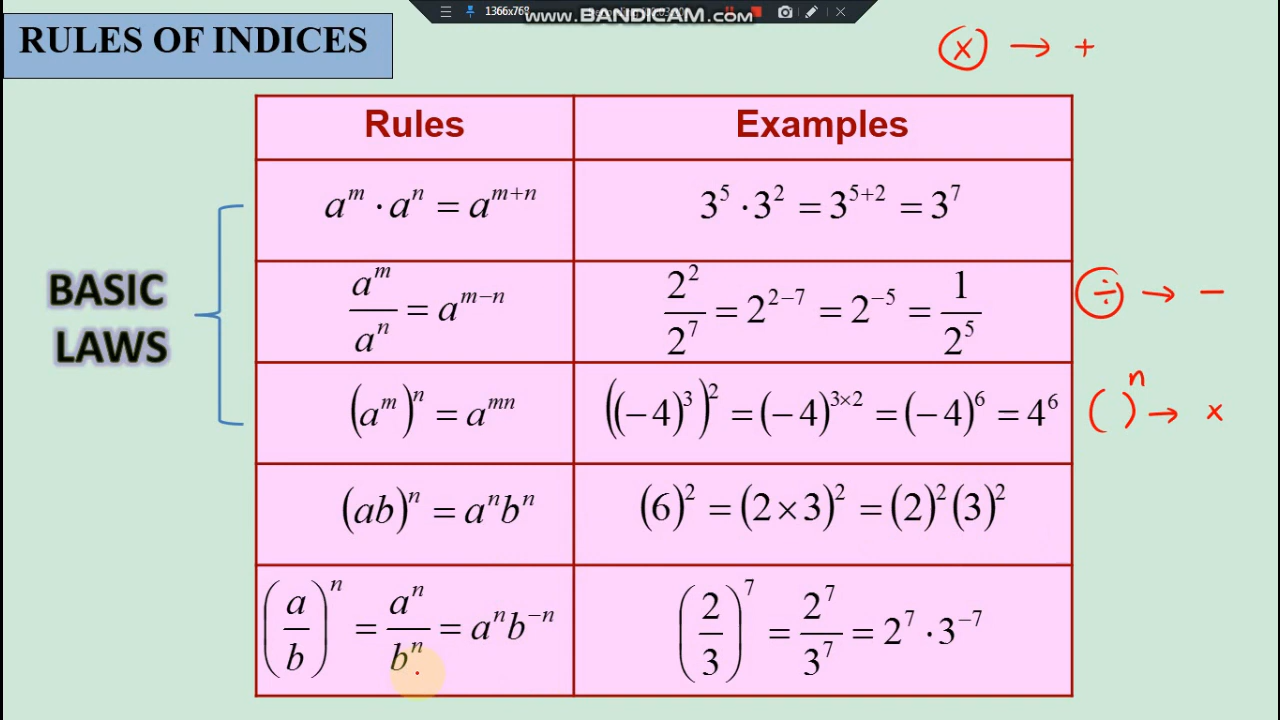 1366x768
www.BANDICAM.com
RULES OF INDICES
(x) → +
Rules Examples
a^m · a^n = a^{m+n} 3^5 · 3^2 = 3^{5+2} = 3^7
a^m / a^n = a^{m−n} 2^2 / 2^7 = 2^{2−7} = 2^{−5} = 1 / 2^5 ÷ → −
BASIC
LAWS
(a^m)^n = a^{mn} ((−4)^3)^2 = (−4)^{3×2} = (−4)^6 = 4^6 ( )^n → x
(ab)^n = a^n b^n (6)^2 = (2×3)^2 = (2)^2 (3)^2
(a/b)^n = a^n / b^n = a^n b^{−n} (2/3)^7 = 2^7 / 3^7 = 2^7 · 3^{−7}